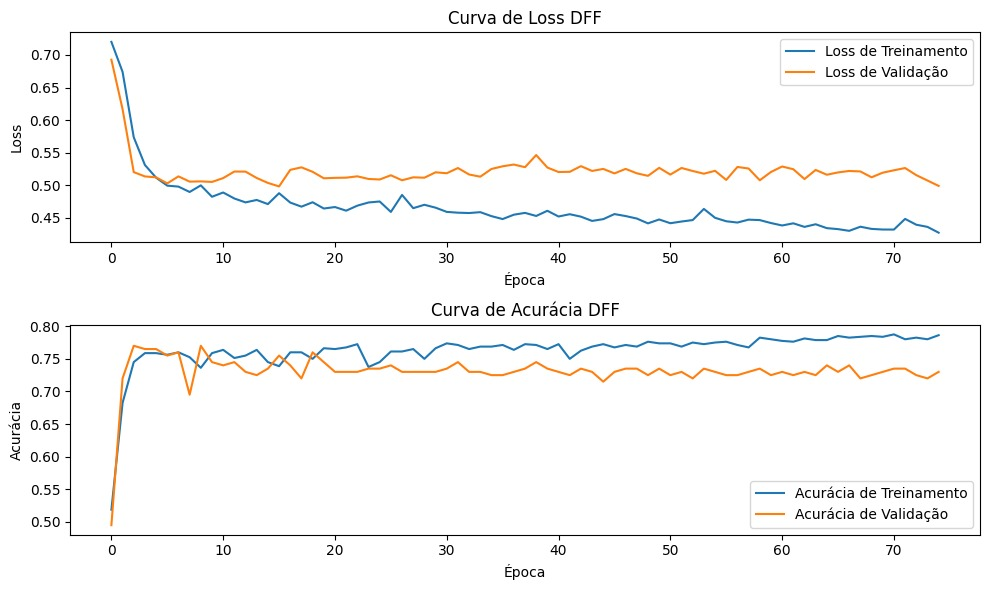 Curva de Loss DFF
0.70
0.65
0.60
0.55
0.50
0.45
Loss
Loss de Treinamento
Loss de Validação
0 10 20 30 40 50 60 70
Época
Curva de Acurácia DFF
0.80
0.75
0.70
0.65
0.60
0.55
0.50
Acurácia
Acurácia de Treinamento
Acurácia de Validação
0 10 20 30 40 50 60 70
Época